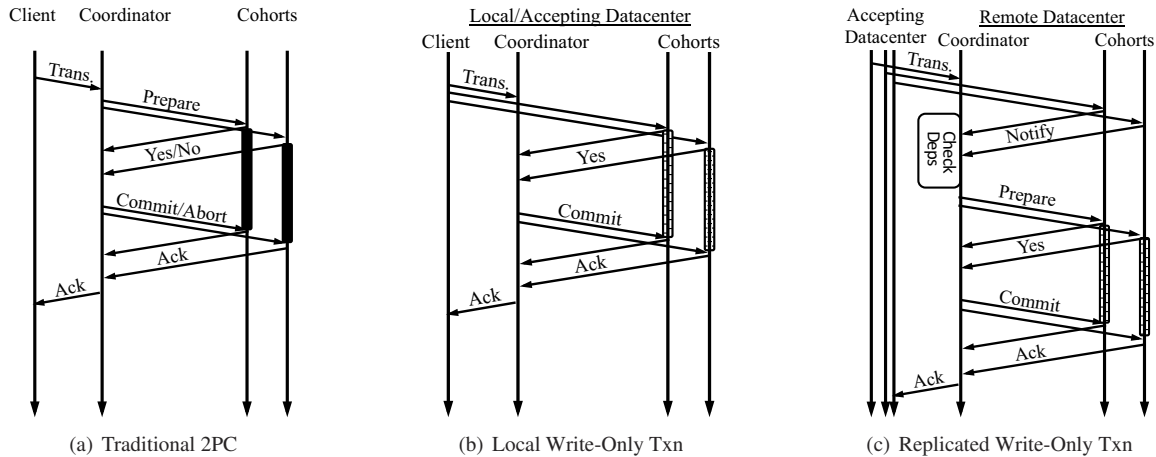 Client Coordinator Cohorts
Trans.
Prepare
Yes/No
Commit/Abort
Ack
Ack
(a) Traditional 2PC
Local/Accepting Datacenter
Client Coordinator Cohorts
Trans.
Yes
Commit
Ack
Ack
(b) Local Write-Only Txn
Accepting
Datacenter
Remote Datacenter
Coordinator Cohorts
Trans.
Notify
Check
Deps
Prepare
Yes
Commit
Ack
Ack
(c) Replicated Write-Only Txn